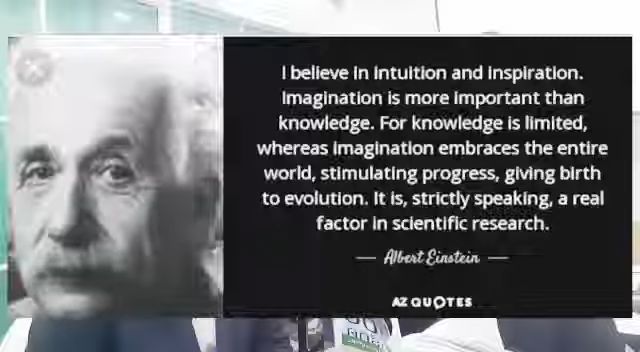 I believe in intuition and inspiration.
Imagination is more important than
knowledge. For knowledge is limited,
whereas imagination embraces the entire
world, stimulating progress, giving birth
to evolution. It is, strictly speaking, a real
factor in scientific research.
— Albert Einstein —
AZ QUOTES